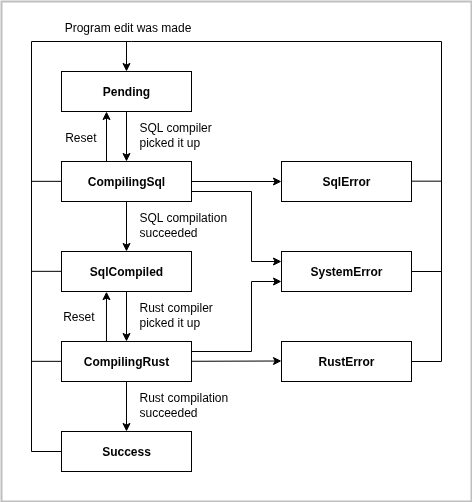 Program edit was made
Pending
Reset
SQL compiler
picked it up
CompilingSql
SqlError
SQL compilation
succeeded
SqlCompiled
SystemError
Reset
Rust compiler
picked it up
CompilingRust
RustError
Rust compilation
succeeded
Success